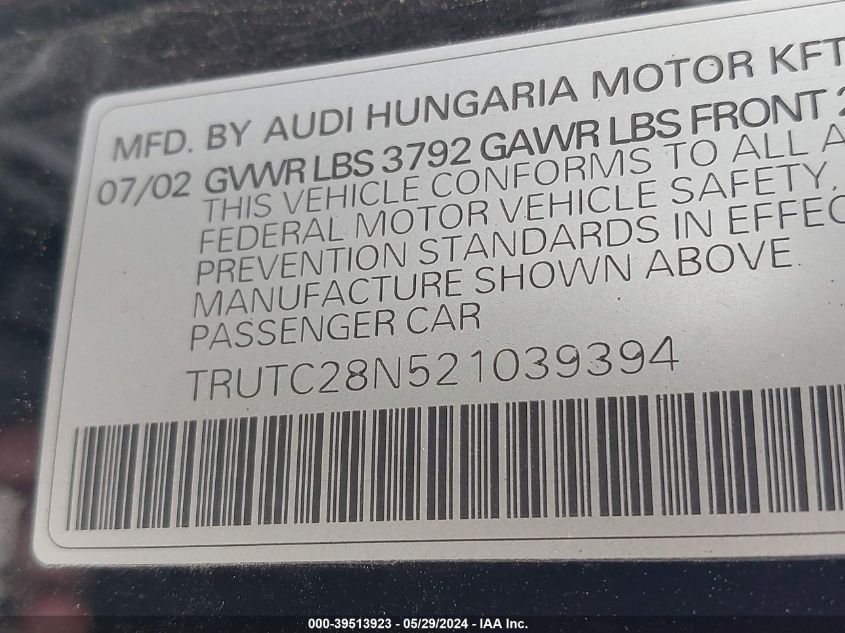 MFD. BY AUDI HUNGARIA MOTOR KFT
07/02 GVWR LBS 3792 GAWR LBS FRONT 2
THIS VEHICLE CONFORMS TO ALL A
FEDERAL MOTOR VEHICLE SAFETY,
PREVENTION STANDARDS IN EFFEC
MANUFACTURE SHOWN ABOVE.
PASSENGER CAR
TRUTC28N521039394
000-39513923 - 05/29/2024 - IAA Inc.